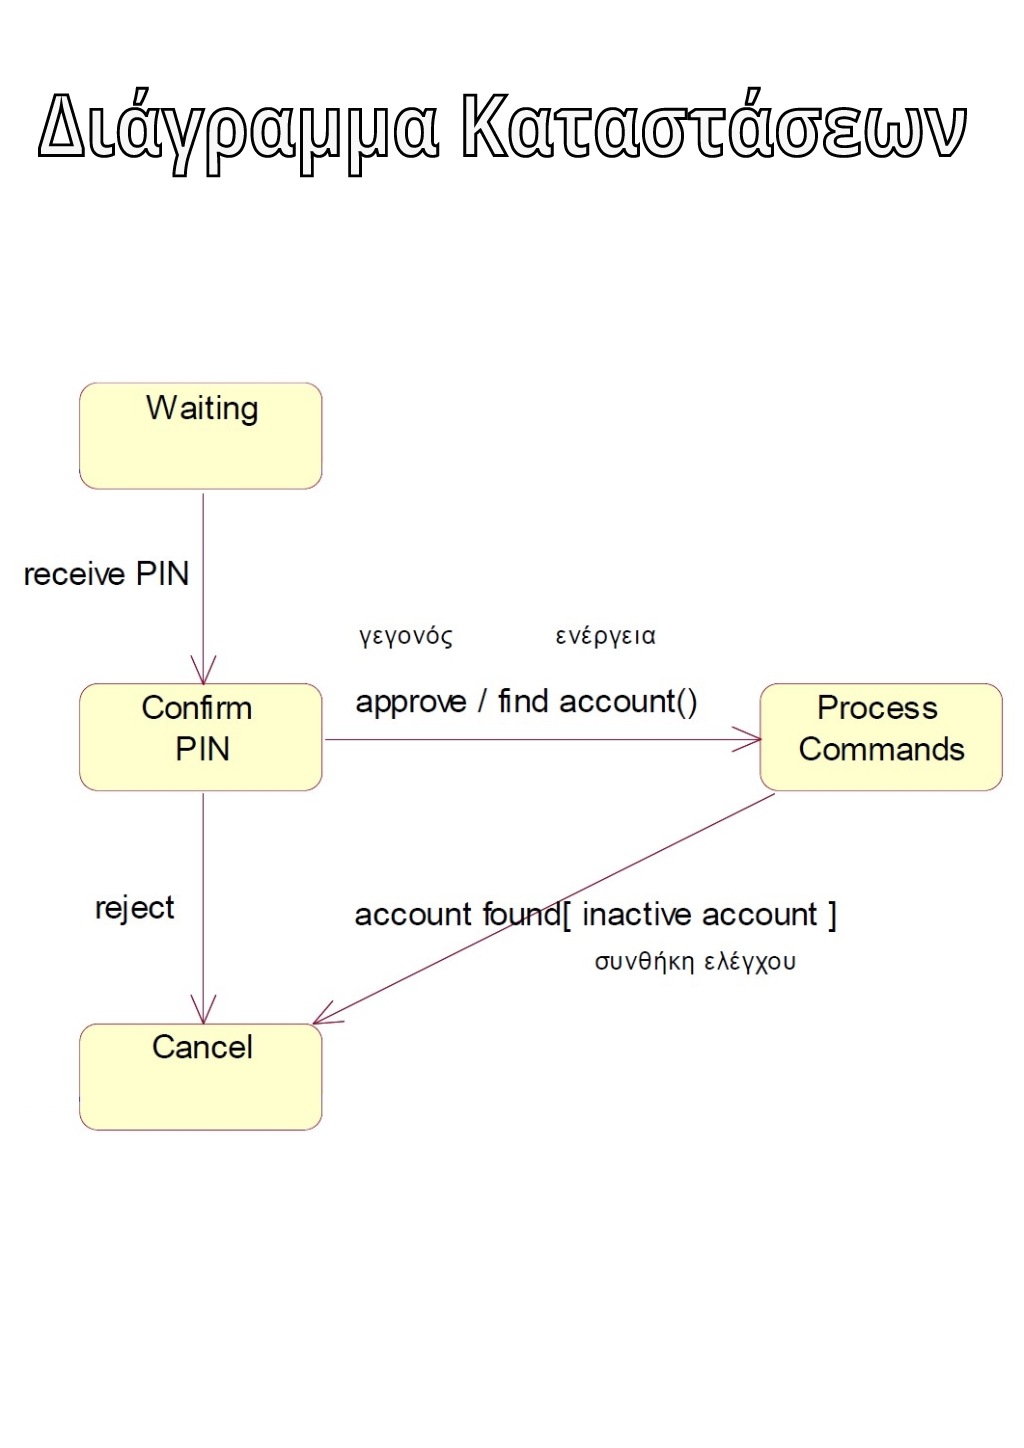 Διάγραμμα Καταστάσεων
Waiting
receive PIN
γεγονός ενέργεια
approve / find account()
Confirm
PIN
Process
Commands
reject
account found[ inactive account ]
συνθήκη ελέγχου
Cancel